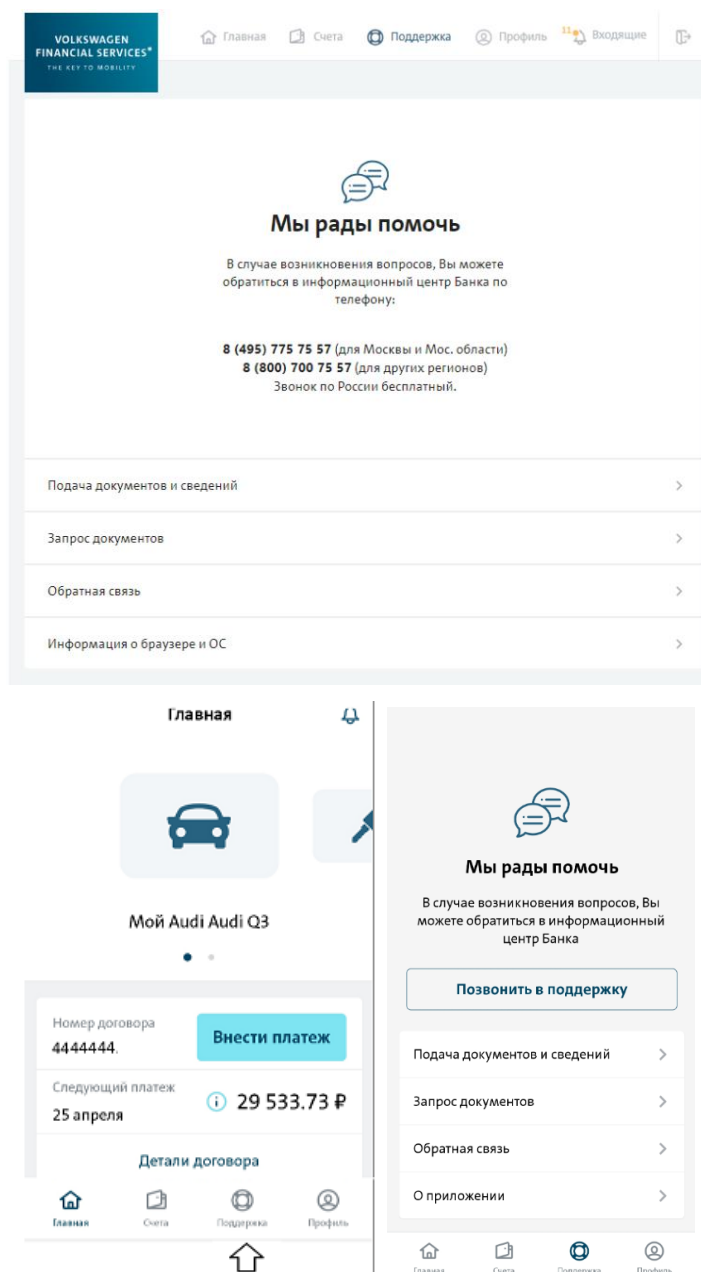 VOLKSWAGEN
FINANCIAL SERVICES*
THE KEY TO MOBILITY
Главная
Счета
Поддержка
Профиль
11
Входящие
Мы рады помочь
В случае возникновения вопросов, Вы можете
обратиться в информационный центр Банка по
телефону:
8 (495) 775 75 57 (для Москвы и Мос. области)
8 (800) 700 75 57 (для других регионов)
Звонок по России бесплатный.
Подача документов и сведений
Запрос документов
Обратная связь
Информация о браузере и ОС
Главная
Мой Audi Audi Q3
Номер договора
4444444.
Внести платеж
Следующий платеж
25 апреля
29 533.73 ₽
Детали договора
Главная
Счета
Поддержка
Профиль
Мы рады помочь
В случае возникновения вопросов, Вы
можете обратиться в информационный
центр Банка
Позвонить в поддержку
Подача документов и сведений
Запрос документов
Обратная связь
О приложении
Главная
Счета
Поддержка
Профиль